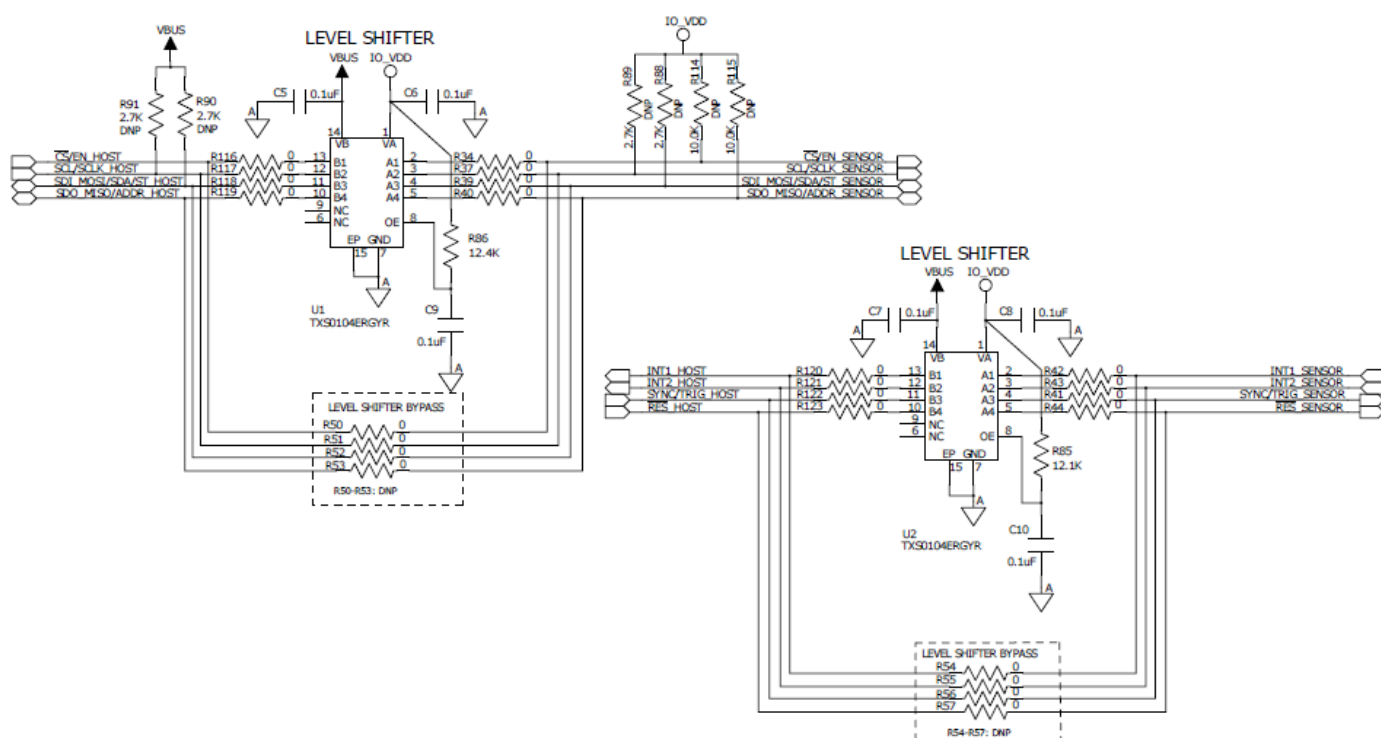 VBUS
R91
2.7K
DNP
R90
2.7K
DNP
LEVEL SHIFTER
VBUS
IO_VDD
C5
0.1uF
A
C6
0.1uF
A
14
VB
1
VA
CS/EN_HOST
SCL/SCLK_HOST
SDI_MOSI/SDA/ST_HOST
SDO_MISO/ADDR_HOST
R116 0 13 B1
R117 0 12 B2
R118 0 11 B3
R119 0 10 B4
9 NC
6 NC
A1 2 R34 0
A2 3 R37 0
A3 4 R39 0
A4 5 R40 0
OE 8
EP GND
15 7
A
R86
12.4K
C9
0.1uF
A
U1
TXS0104ERGYR
IO_VDD
R89
DNP
2.7K
R88
DNP
2.7K
R114
DNP
10.0K
R115
DNP
10.0K
CS/EN_SENSOR
SCL/SCLK_SENSOR
SDI_MOSI/SDA/ST_SENSOR
SDO_MISO/ADDR_SENSOR
LEVEL SHIFTER BYPASS
R50 0
R51 0
R52 0
R53 0
R50-R53: DNP
LEVEL SHIFTER
VBUS
IO_VDD
C7
0.1uF
A
C8
0.1uF
A
14
VB
1
VA
INT1_HOST
INT2_HOST
SYNC/TRIG_HOST
RES_HOST
R120 0 13 B1
R121 0 12 B2
R122 0 11 B3
R123 0 10 B4
9 NC
6 NC
A1 2 R42 0
A2 3 R43 0
A3 4 R41 0
A4 5 R44 0
OE 8
EP GND
15 7
A
R85
12.1K
C10
0.1uF
A
U2
TXS0104ERGYR
INT1_SENSOR
INT2_SENSOR
SYNC/TRIG_SENSOR
RES_SENSOR
LEVEL SHIFTER BYPASS
R54 0
R55 0
R56 0
R57 0
R54-R57: DNP